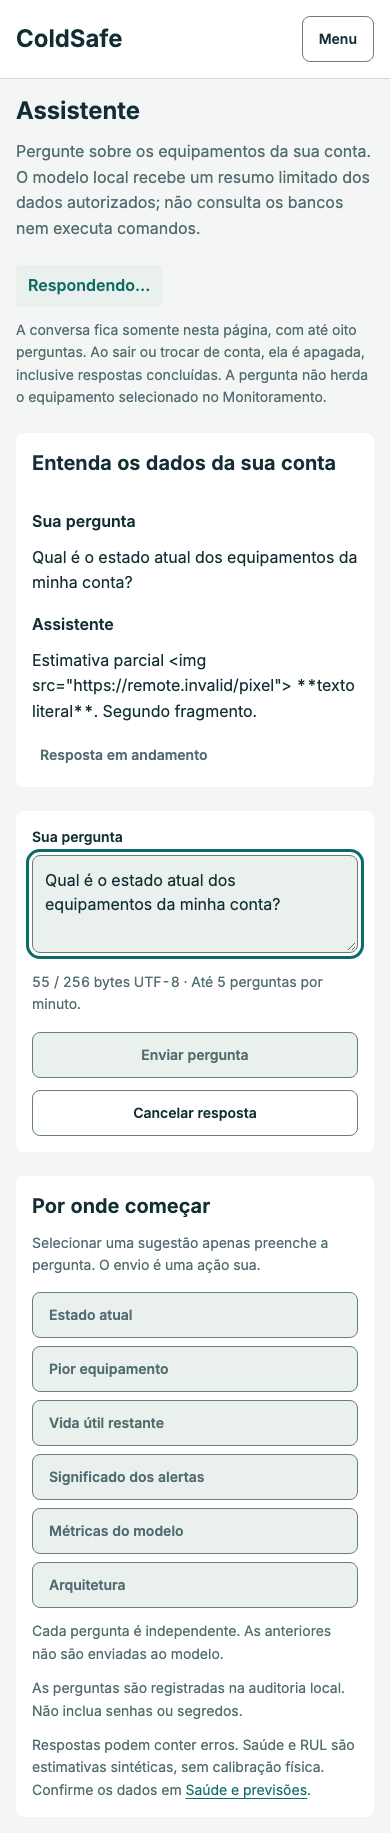 ColdSafe
Menu
Assistente
Pergunte sobre os equipamentos da sua conta.
O modelo local recebe um resumo limitado dos
dados autorizados; não consulta os bancos
nem executa comandos.
Respondendo...
A conversa fica somente nesta página, com até oito
perguntas. Ao sair ou trocar de conta, ela é apagada,
inclusive respostas concluídas. A pergunta não herda
o equipamento selecionado no Monitoramento.
Entenda os dados da sua conta
Sua pergunta
Qual é o estado atual dos equipamentos da
minha conta?
Assistente
Estimativa parcial <img
src="https://remote.invalid/pixel"> **texto
literal**. Segundo fragmento.
Resposta em andamento
Sua pergunta
Qual é o estado atual dos
equipamentos da minha conta?
55 / 256 bytes UTF-8 · Até 5 perguntas por
minuto.
Enviar pergunta
Cancelar resposta
Por onde começar
Selecionar uma sugestão apenas preenche a
pergunta. O envio é uma ação sua.
Estado atual
Pior equipamento
Vida útil restante
Significado dos alertas
Métricas do modelo
Arquitetura
Cada pergunta é independente. As anteriores
não são enviadas ao modelo.
As perguntas são registradas na auditoria local.
Não inclua senhas ou segredos.
Respostas podem conter erros. Saúde e RUL são
estimativas sintéticas, sem calibração física.
Confirme os dados em Saúde e previsões.